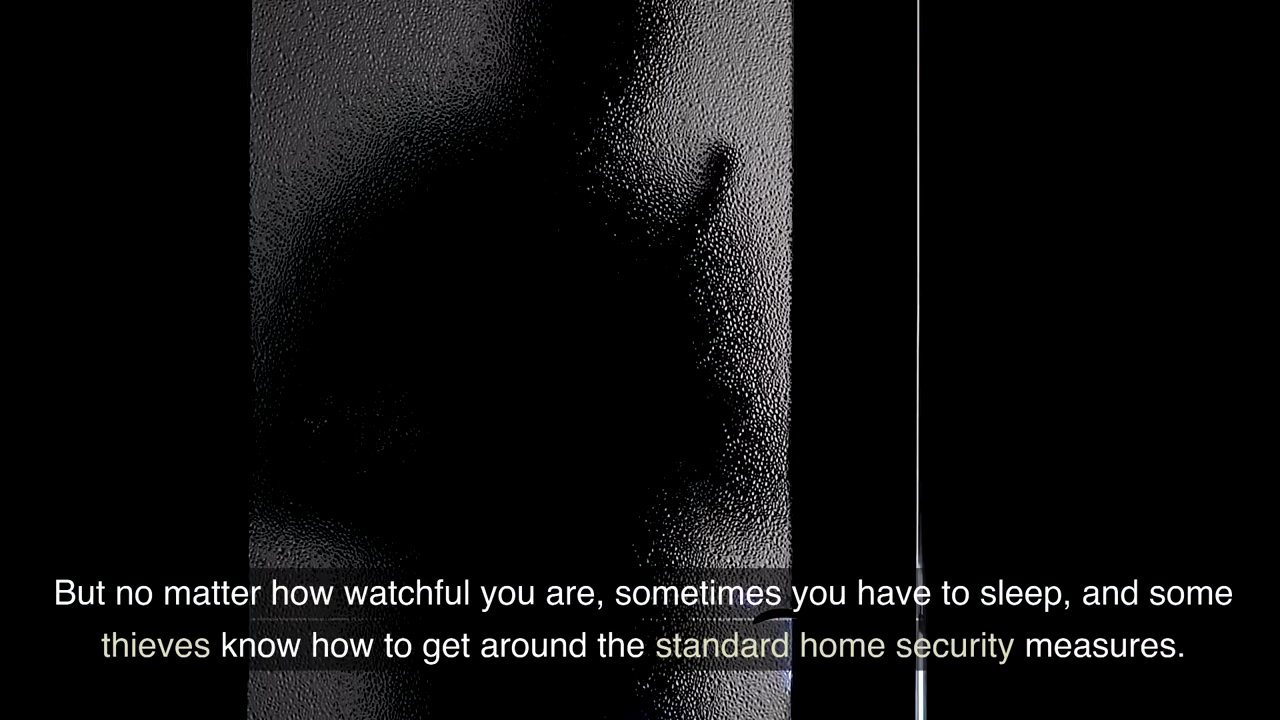 But no matter how watchful you are, sometimes you have to sleep, and some
thieves know how to get around the standard home security measures.